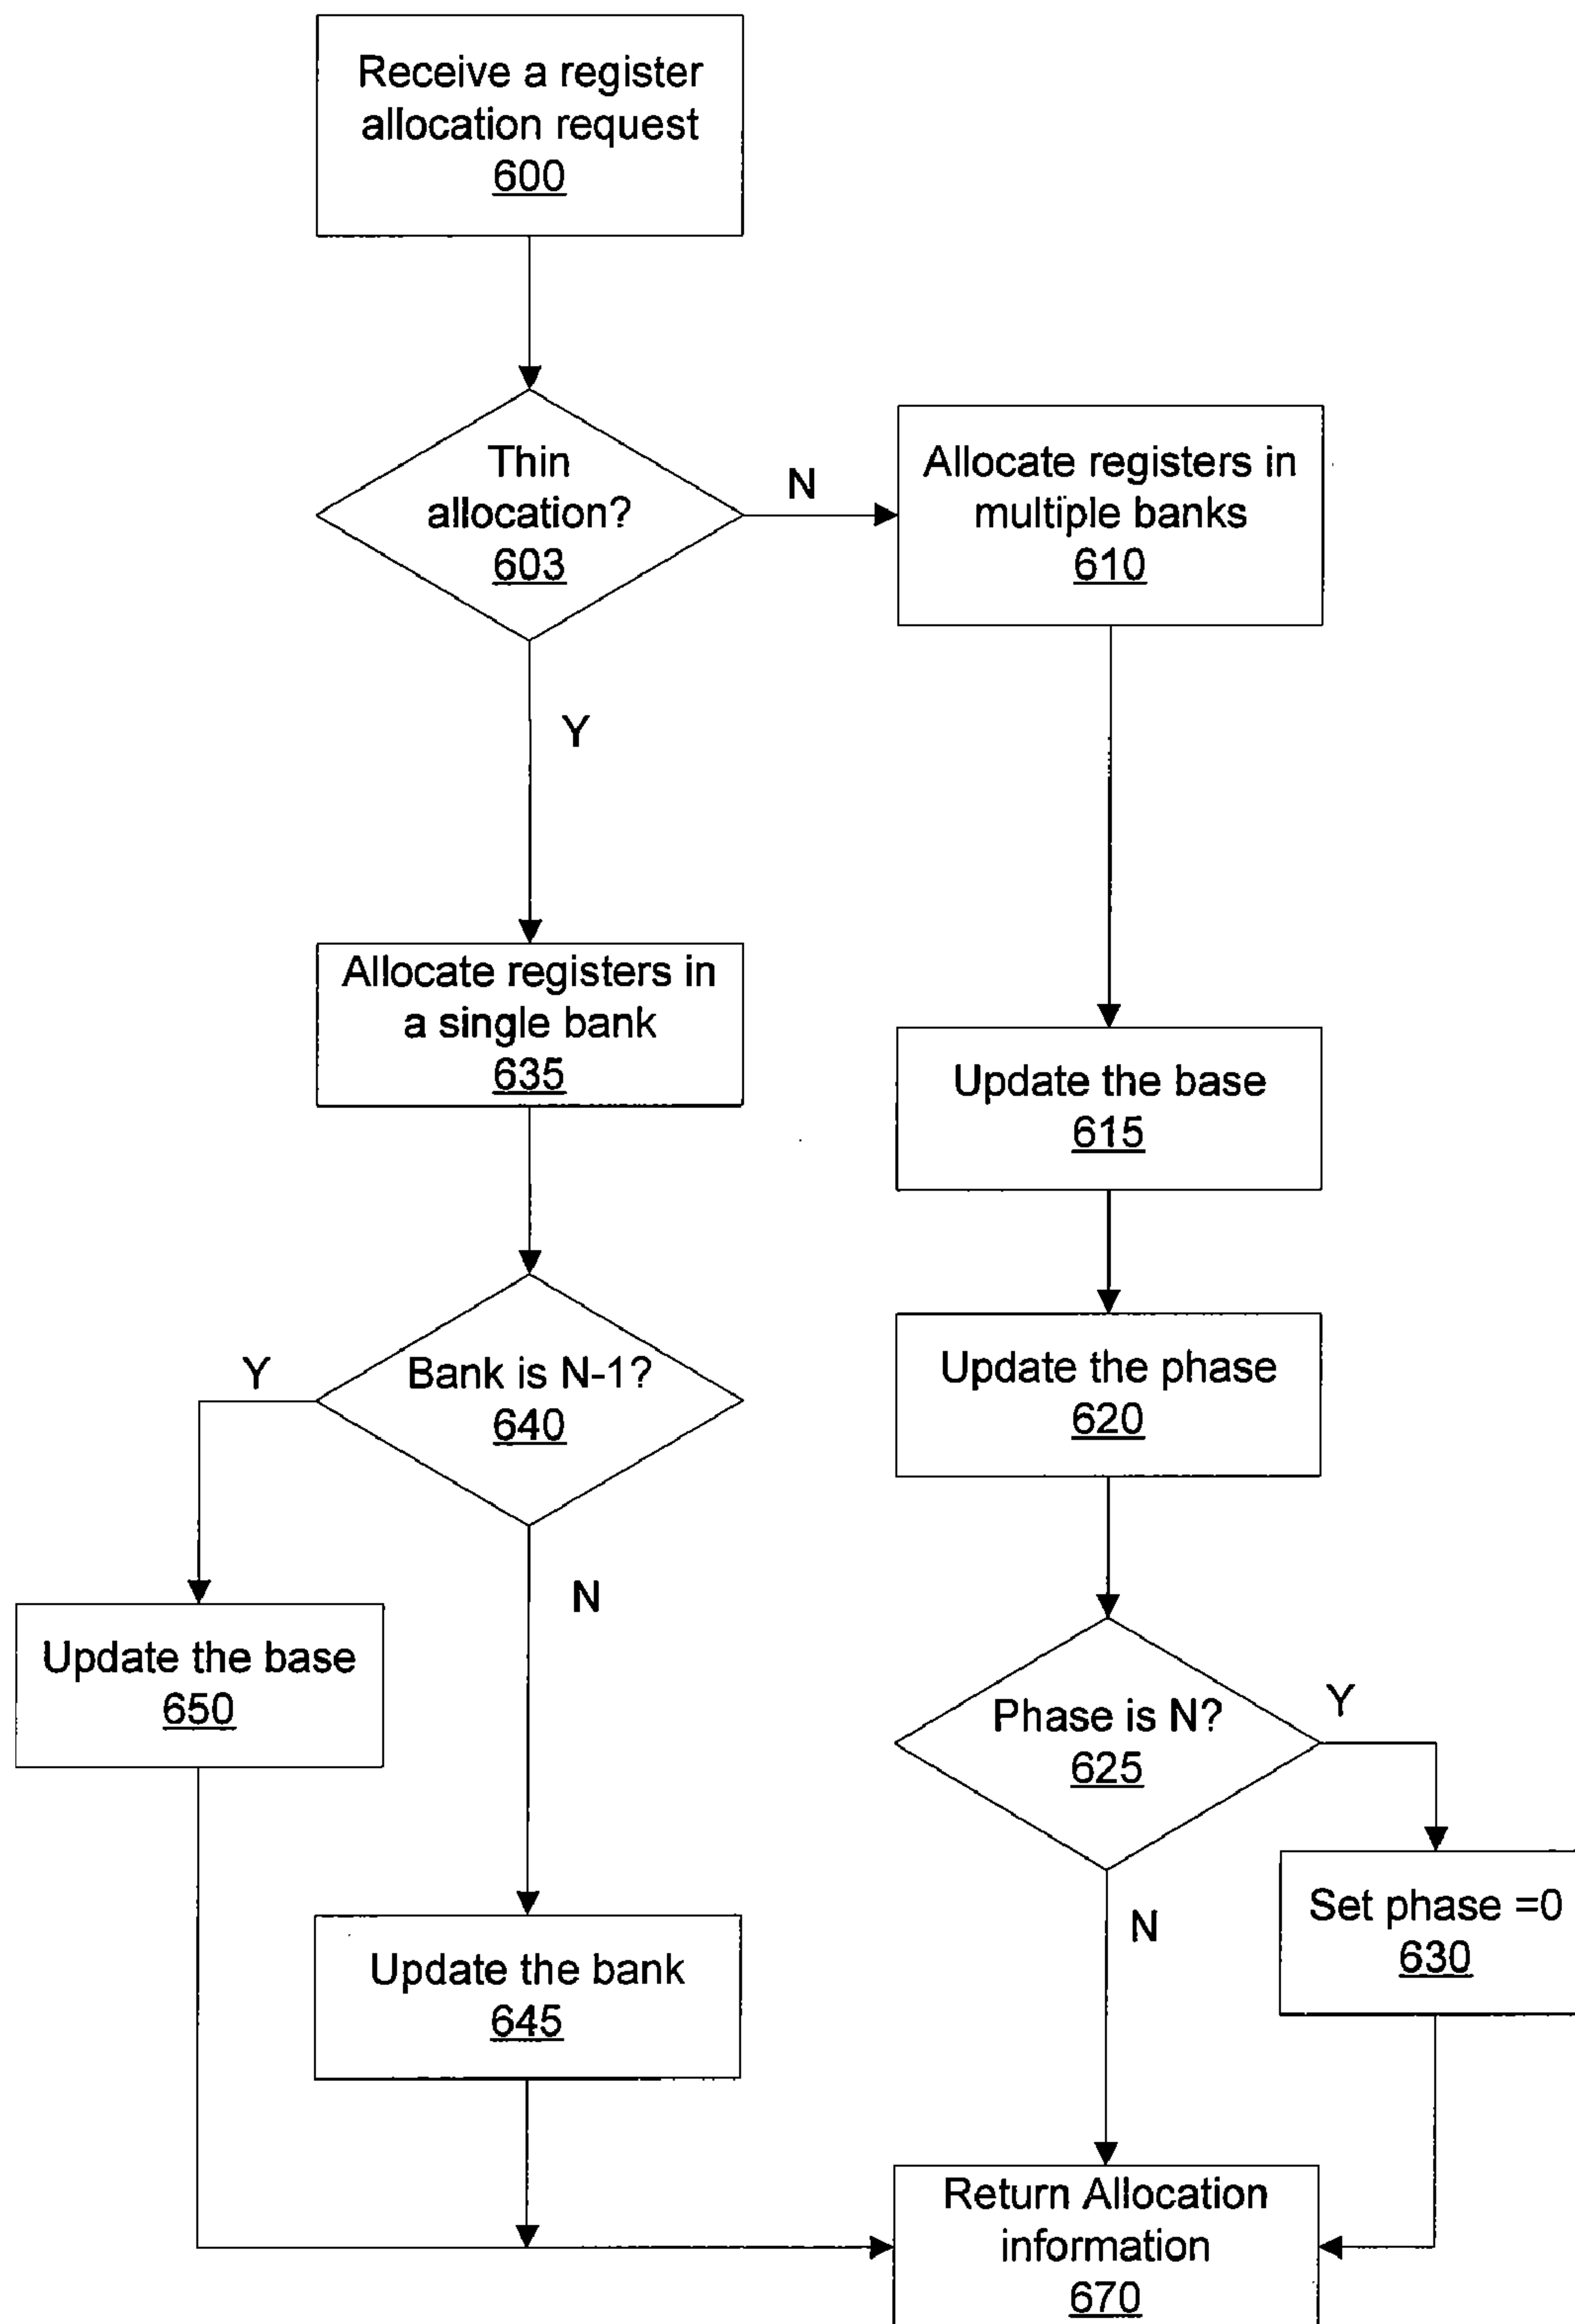 Receive a register
allocation request
600
Thin
allocation?
603
N
Allocate registers in
multiple banks
610
Y
Allocate registers in
a single bank
635
Update the base
615
Bank is N-1?
640
Y
N
Update the phase
620
Update the base
650
Phase is N?
625
Y
N
Set phase =0
630
Update the bank
645
Return Allocation
information
670